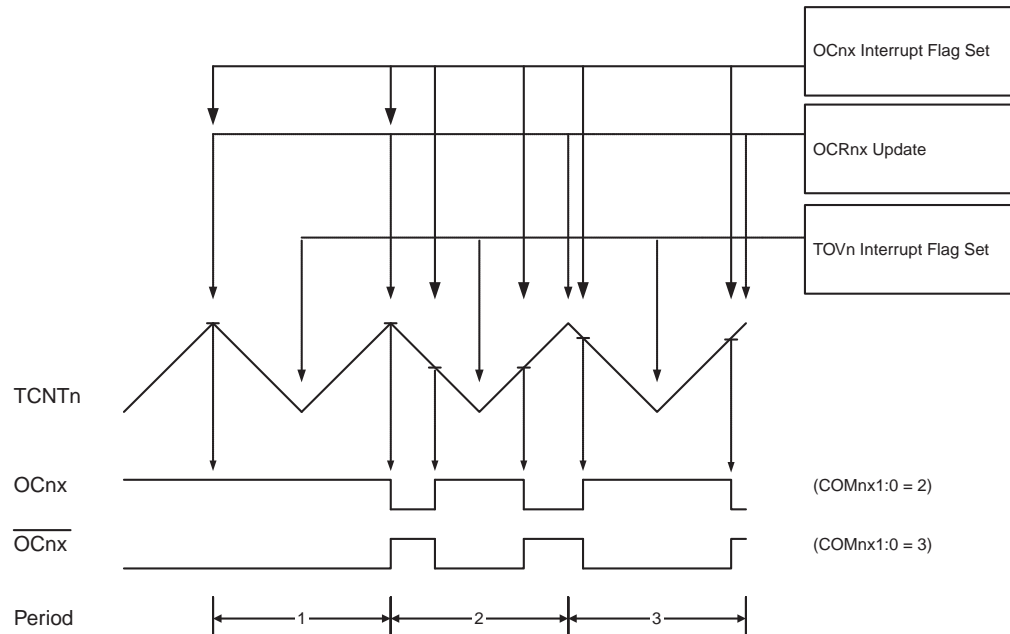 OCnx Interrupt Flag Set
OCRnx Update
TOVn Interrupt Flag Set
TCNTn
OCnx (COMnx1:0 = 2)
OCnx (COMnx1:0 = 3)
Period 1 2 3